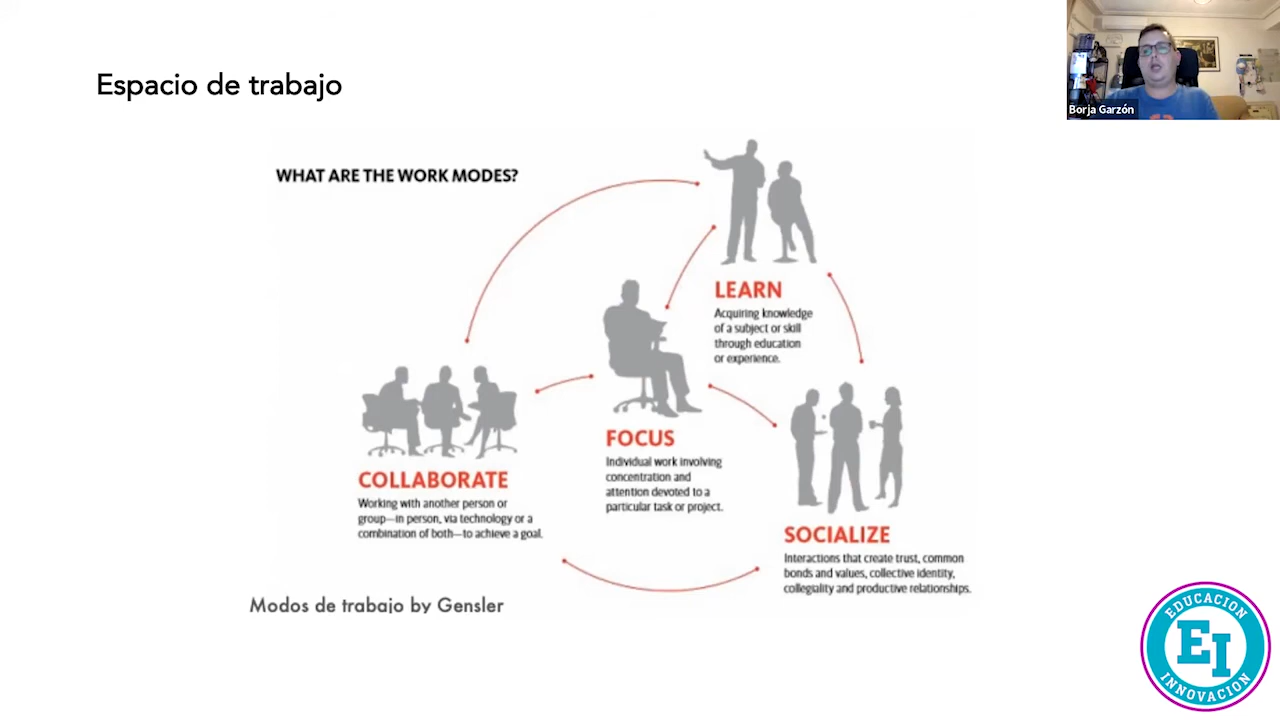 Espacio de trabajo
Borja Garzón
WHAT ARE THE WORK MODES?
LEARN
Acquiring knowledge
of a subject or skill
through education
or experience.
FOCUS
Individual work involving
concentration and
attention devoted to a
particular task or project.
COLLABORATE
Working with another person or
group—in person, via technology or a
combination of both—to achieve a goal.
SOCIALIZE
Interactions that create trust, common
bonds and values, collective identity,
collegiality and productive relationships.
Modos de trabajo by Gensler
EDUCACION
EI
INNOVACION